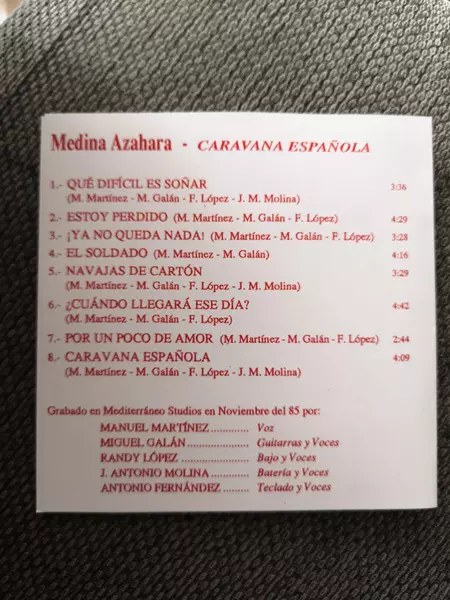 Medina Azahara - CARAVANA ESPAÑOLA
1.- QUÉ DIFÍCIL ES SOÑAR 3:36
(M. Martínez - M. Galán - F. López - J. M. Molina)
2.- ESTOY PERDIDO (M. Martínez - M. Galán - F. López) 4:29
3.- ¡YA NO QUEDA NADA! (M. Martínez - M. Galán - F. López) 3:28
4.- EL SOLDADO (M. Martínez - M. Galán) 4:16
5.- NAVAJAS DE CARTÓN 3:29
(M. Martínez - M. Galán - F. López - J. M. Molina)
6.- ¿CUÁNDO LLEGARÁ ESE DÍA? 4:42
(M. Martínez - M. Galán - F. López)
7.- POR UN POCO DE AMOR (M. Martínez - M. Galán - F. López) 2:44
8.- CARAVANA ESPAÑOLA 4:09
(M. Martínez - M. Galán - F. López - J. M. Molina)
Grabado en Mediterráneo Studios en Noviembre del 85 por:
MANUEL MARTÍNEZ ............ Voz
MIGUEL GALÁN ................... Guitarras y Voces
RANDY LÓPEZ ..................... Bajo y Voces
J. ANTONIO MOLINA ............ Batería y Voces
ANTONIO FERNÁNDEZ ........ Teclado y Voces